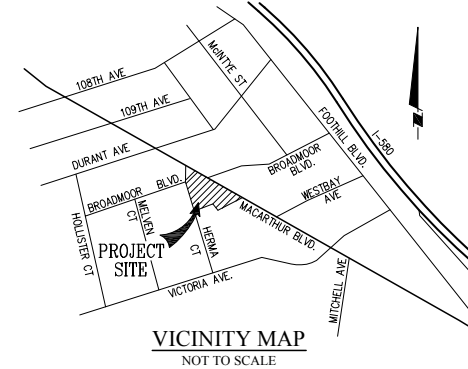 108TH AVE
McINTYE ST
109TH AVE
FOOTHILL BLVD.
I-580
DURANT AVE
BROADMOOR
BLVD.
BROADMOOR BLVD.
WESTBAY
AVE
MELVEN
CT
MACARTHUR BLVD.
HOLLISTER CT
HERMA
CT
PROJECT
SITE
VICTORIA AVE.
MITCHELL AVE
VICINITY MAP
NOT TO SCALE